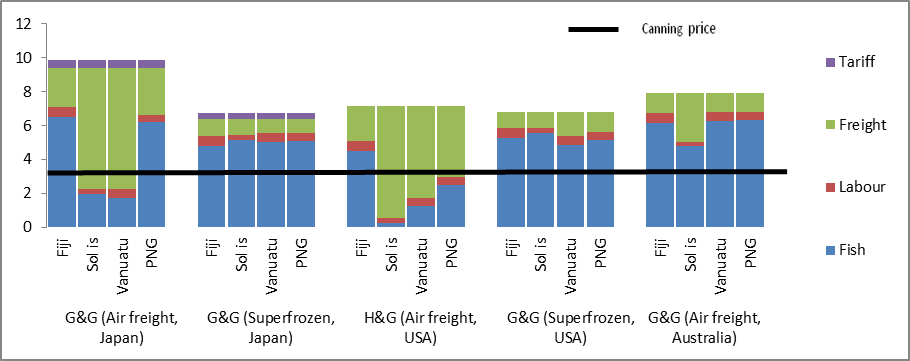 12
10
8
6
4
2
0
Canning price
Tariff
Freight
Labour
Fish
Fiji
Sol is
Vanuatu
PNG
Fiji
Sol is
Vanuatu
PNG
Fiji
Sol is
Vanuatu
PNG
Fiji
Sol is
Vanuatu
PNG
Fiji
Sol is
Vanuatu
PNG
G&G (Air freight,
Japan)
G&G (Superfrozen,
Japan)
H&G (Air freight,
USA)
G&G (Superfrozen,
USA)
G&G (Air freight,
Australia)